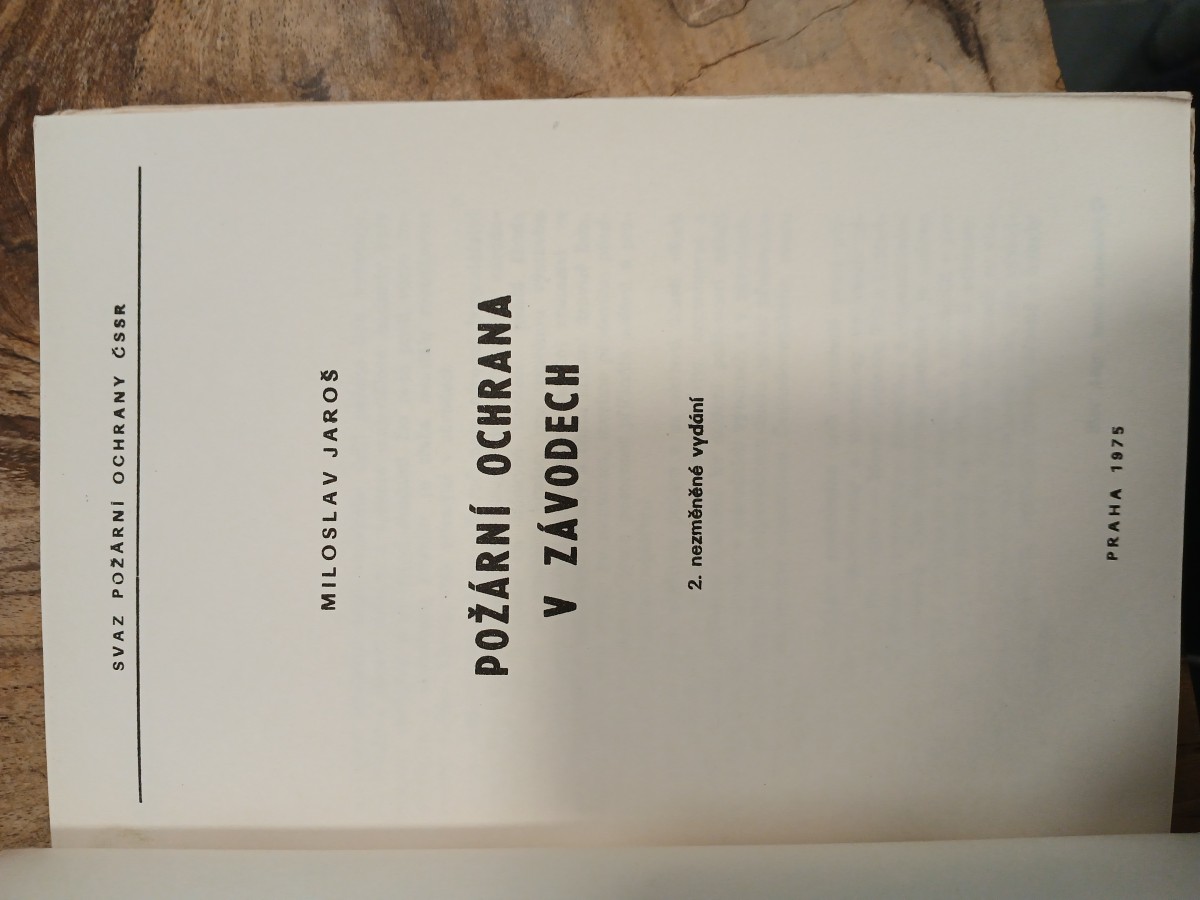 SVAZ POŽÁRNÍ OCHRANY ČSSR
MILOSLAV JAROŠ
POŽÁRNÍ OCHRANA
V ZÁVODECH
2. nezměněné vydání
PRAHA 1975